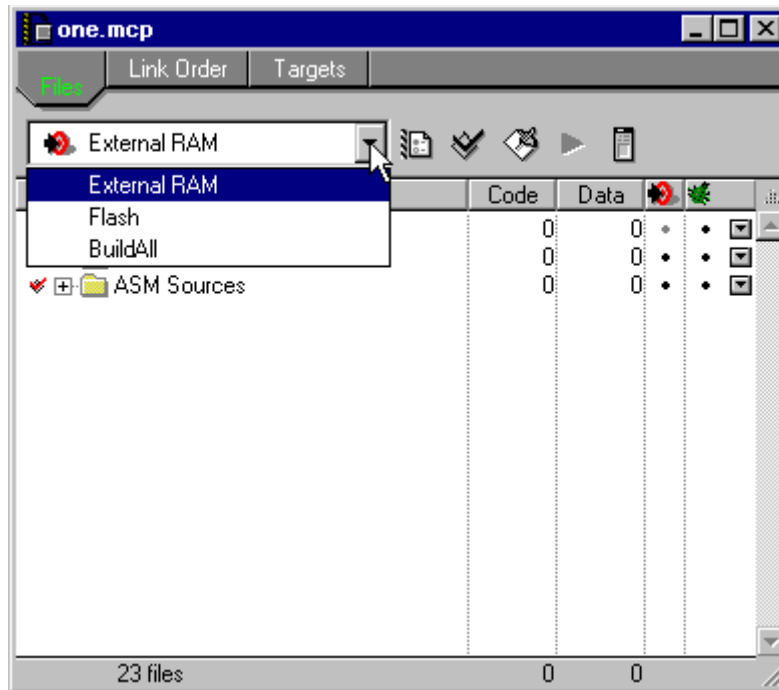 one.mcp
Files Link Order Targets
External RAM
External RAM
Flash
BuildAll
Code Data
0 0
0 0
ASM Sources 0 0
23 files 0 0